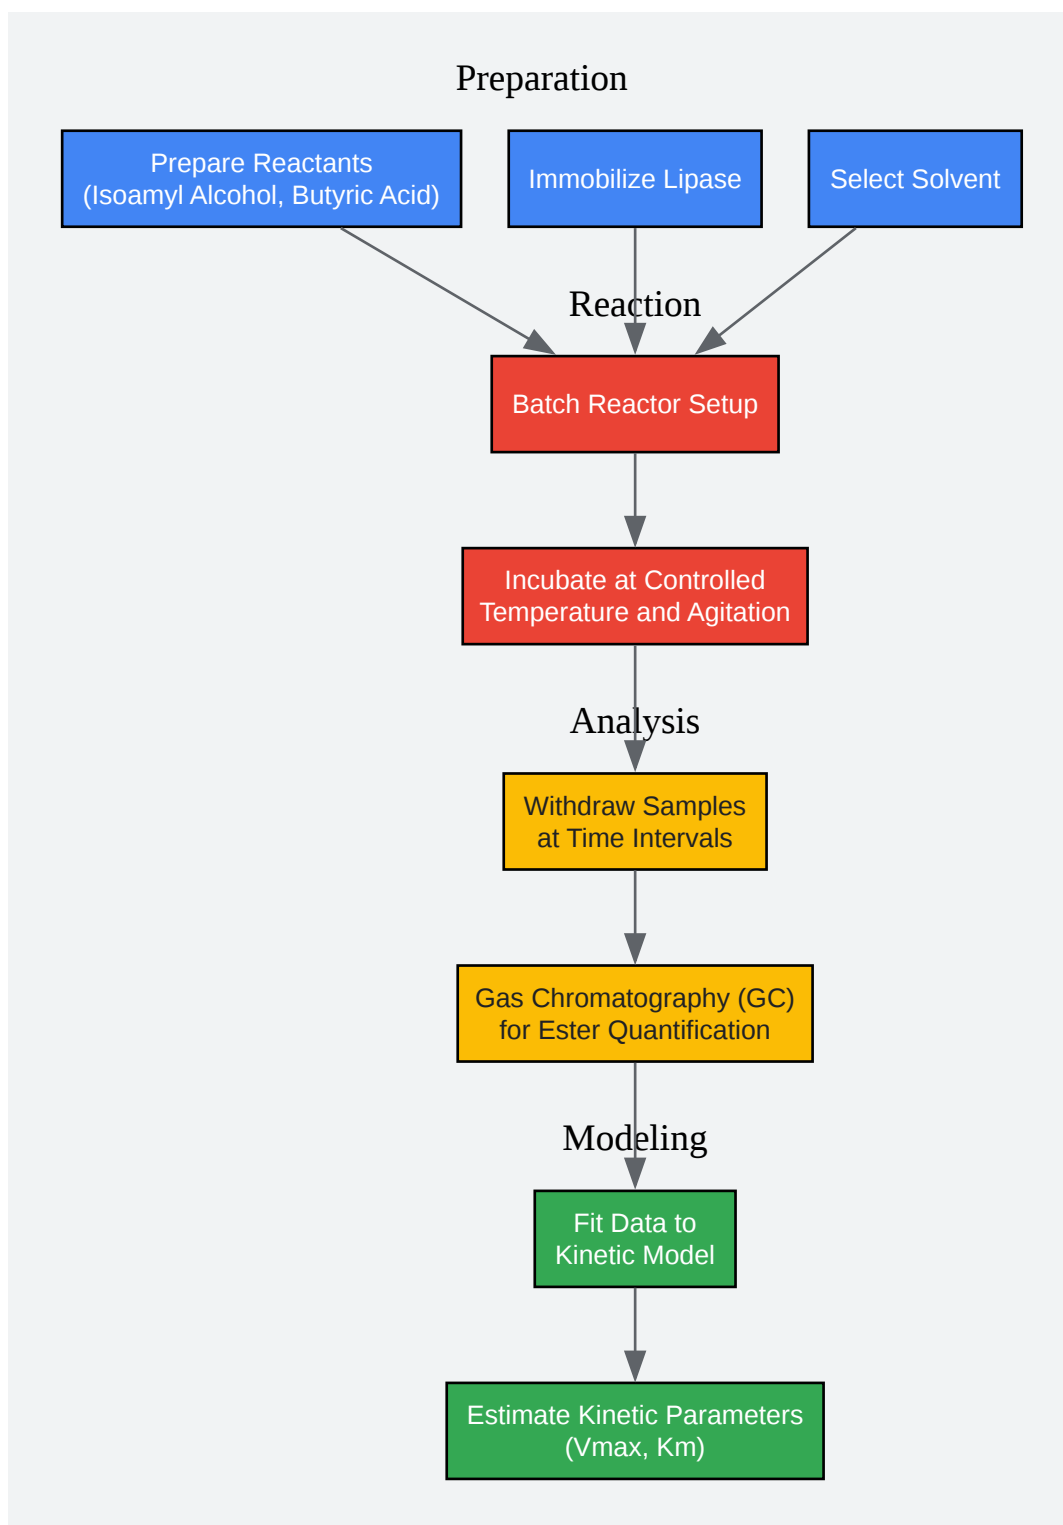 Preparation
Prepare Reactants
(Isoamyl Alcohol, Butyric Acid)
Immobilize Lipase
Select Solvent
Reaction
Batch Reactor Setup
Incubate at Controlled
Temperature and Agitation
Analysis
Withdraw Samples
at Time Intervals
Gas Chromatography (GC)
for Ester Quantification
Modeling
Fit Data to
Kinetic Model
Estimate Kinetic Parameters
(Vmax, Km)